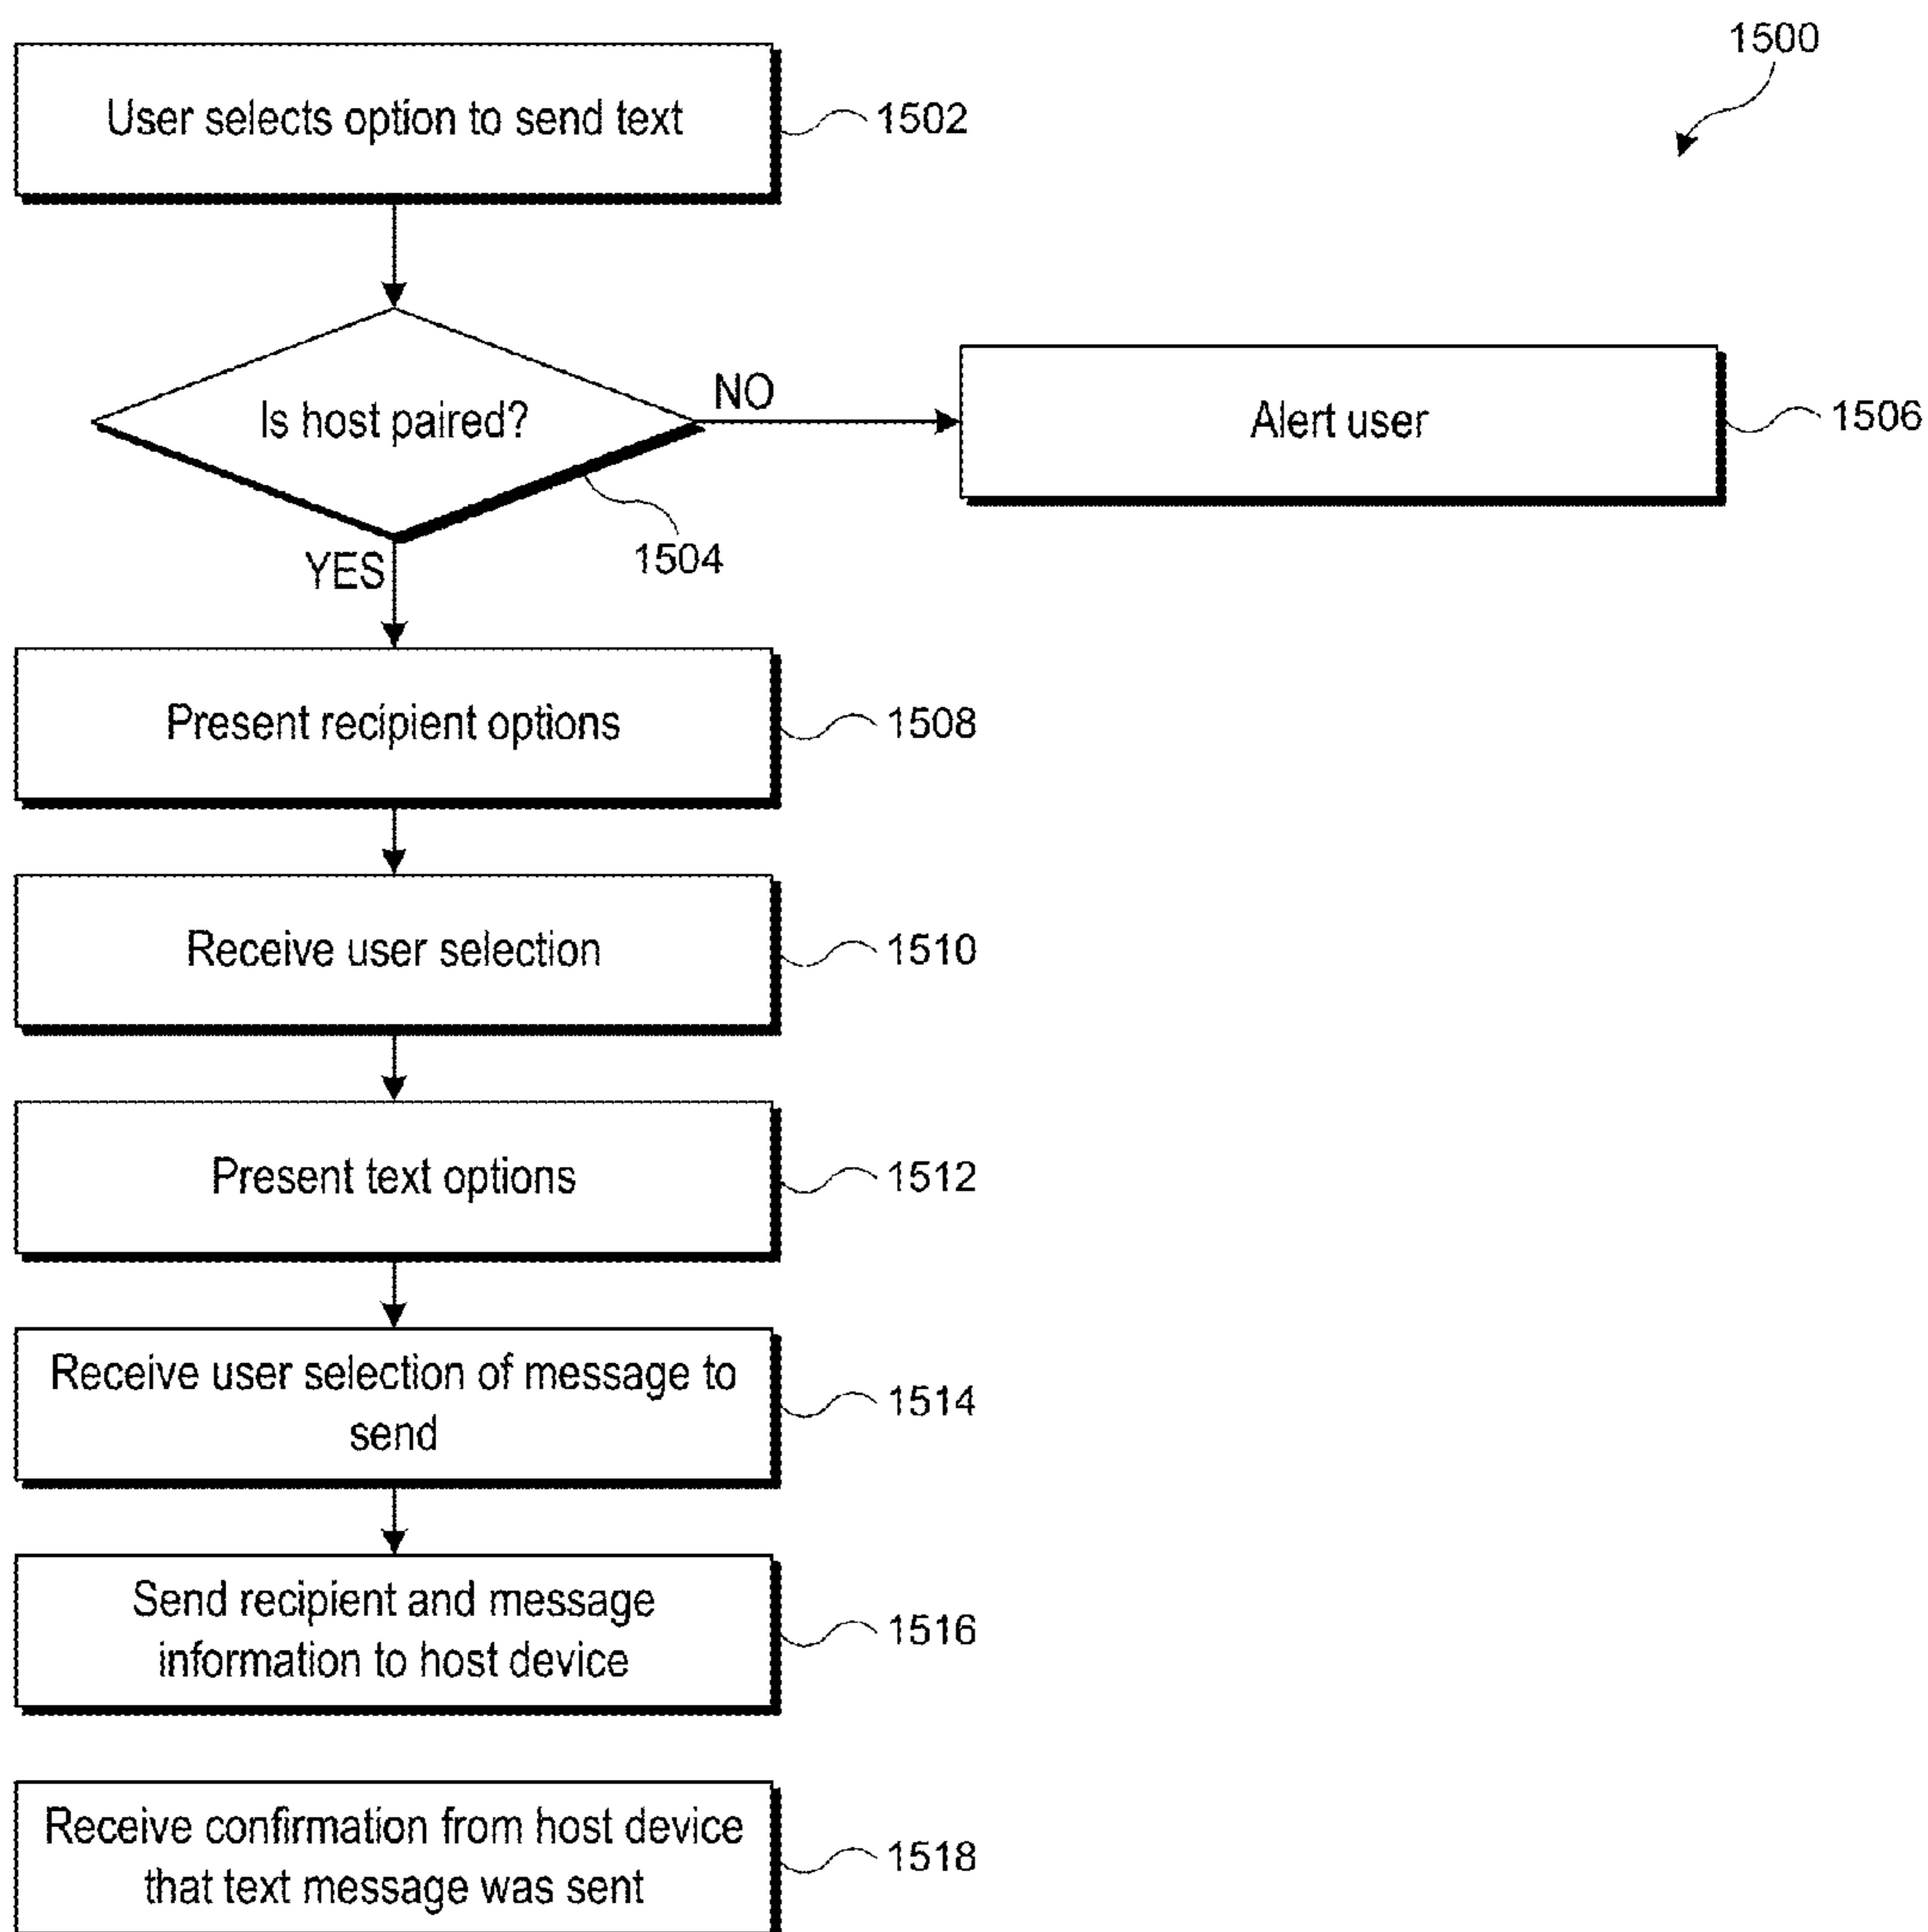 1500
User selects option to send text
1502
Is host paired?
NO
Alert user
1506
1504
YES
Present recipient options
1508
Receive user selection
1510
Present text options
1512
Receive user selection of message to
send
1514
Send recipient and message
information to host device
1516
Receive confirmation from host device
that text message was sent
1518